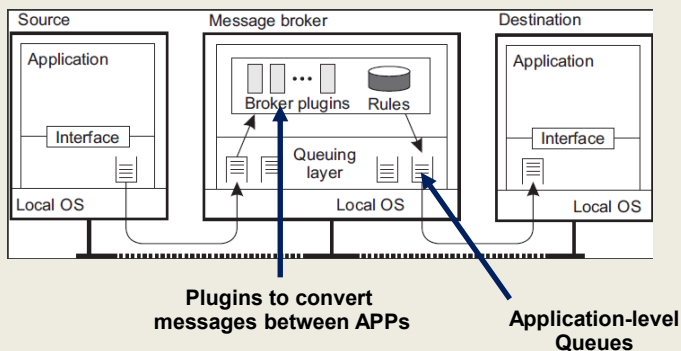 Source
Message broker
Destination
Application
Broker plugins
Rules
Application
Interface
Queuing
layer
Interface
Local OS
Local OS
Local OS
Plugins to convert
messages between APPs
Application-level
Queues